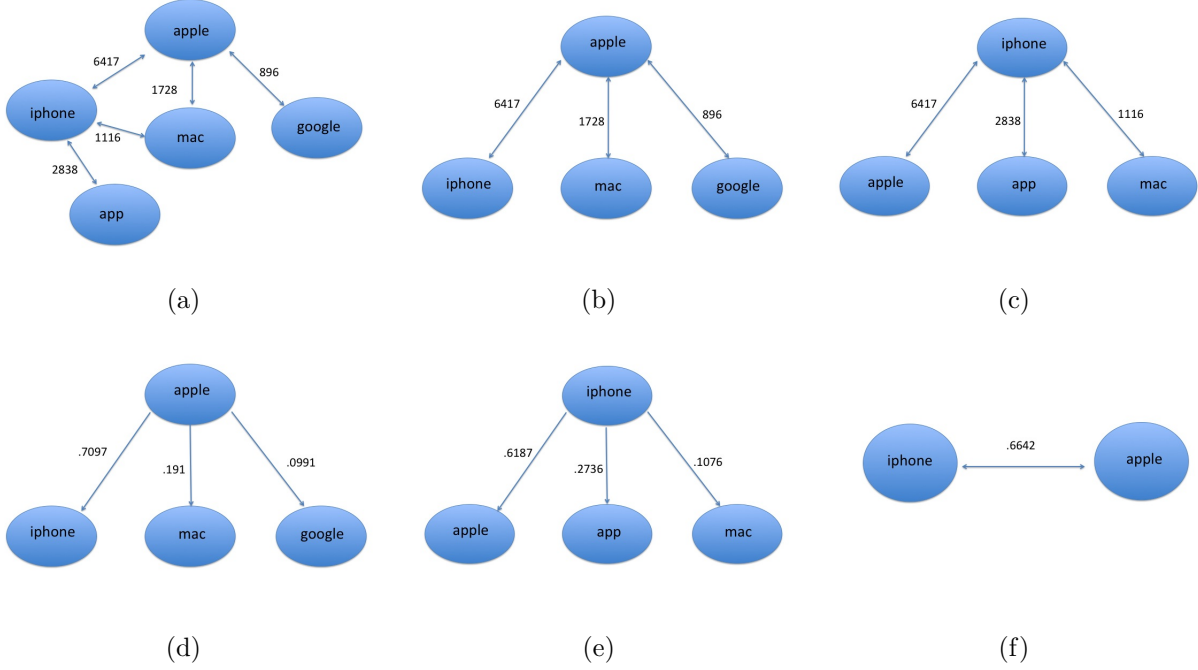 apple
6417
896
1728
iphone
google
mac
1116
2838
app
(a)
apple
6417
1728
896
iphone
mac
google
(b)
iphone
6417
2838
1116
apple
app
mac
(c)
apple
.7097
.191
.0991
iphone
mac
google
(d)
iphone
.6187
.2736
.1076
apple
app
mac
(e)
iphone
.6642
apple
(f)